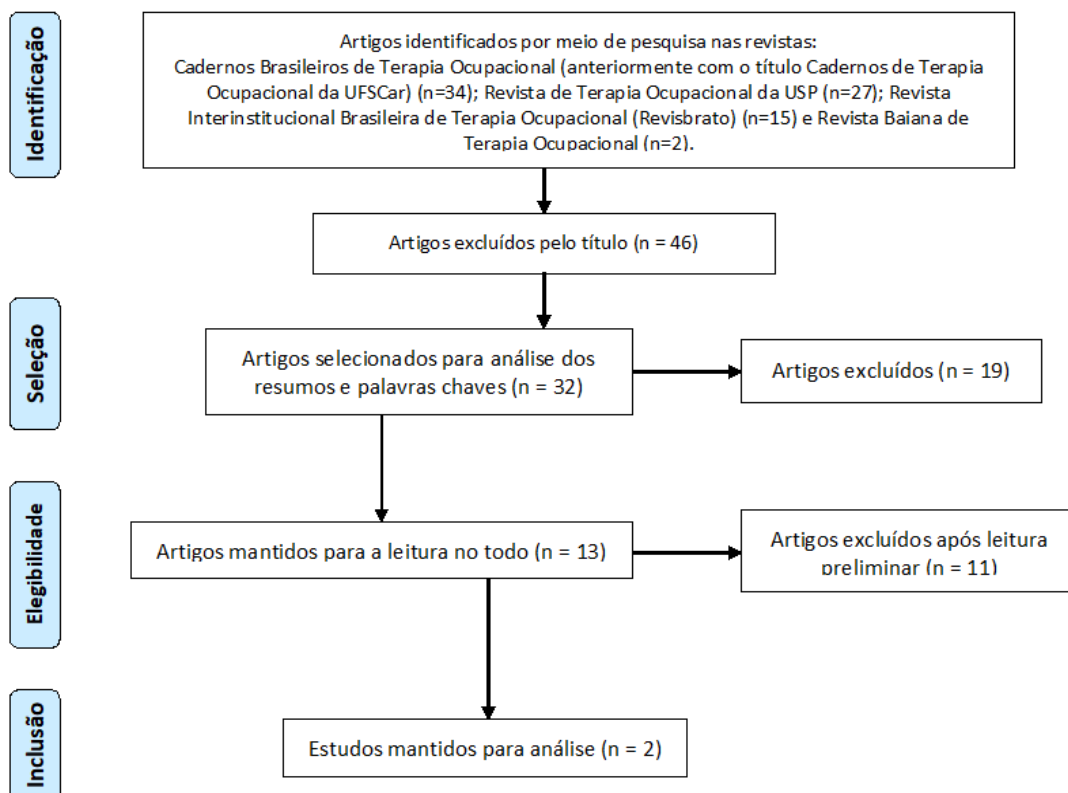 Identificação
Artigos identificados por meio de pesquisa nas revistas:
Cadernos Brasileiros de Terapia Ocupacional (anteriormente com o título Cadernos de Terapia
Ocupacional da UFSCar) (n=34); Revista de Terapia Ocupacional da USP (n=27); Revista
Interinstitucional Brasileira de Terapia Ocupacional (Revisbrato) (n=15) e Revista Baiana de
Terapia Ocupacional (n=2).
Artigos excluídos pelo título (n = 46)
Seleção
Artigos selecionados para análise dos
resumos e palavras chaves (n = 32)
Artigos excluídos (n = 19)
Elegibilidade
Artigos mantidos para a leitura no todo (n = 13)
Artigos excluídos após leitura
preliminar (n = 11)
Inclusão
Estudos mantidos para análise (n = 2)